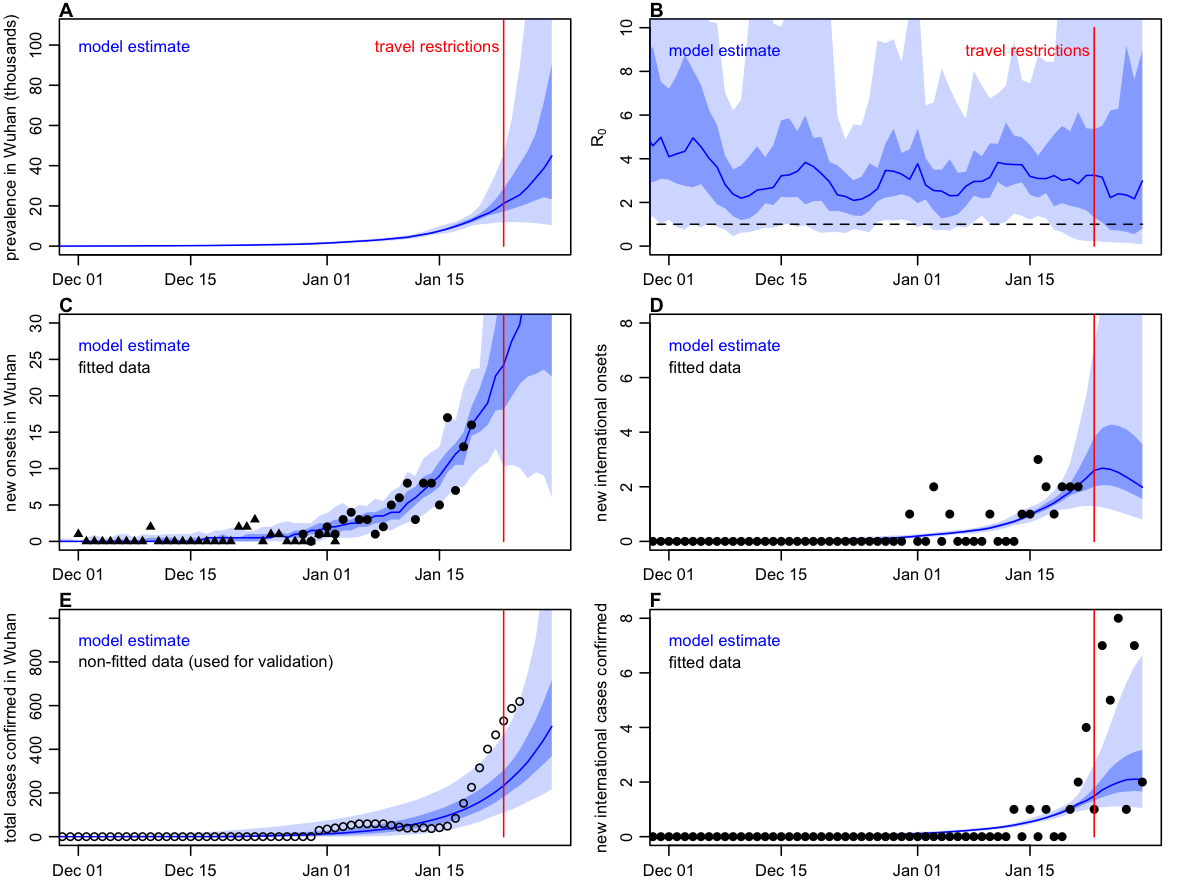 A
prevalence in Wuhan (thousands)
model estimate
travel restrictions
100
80
60
40
20
0
Dec 01
Dec 15
Jan 01
Jan 15
B
R0
model estimate
travel restrictions
10
8
6
4
2
0
Dec 01
Dec 15
Jan 01
Jan 15
C
new onsets in Wuhan
model estimate
fitted data
30
25
20
15
10
5
0
Dec 01
Dec 15
Jan 01
Jan 15
D
new international onsets
model estimate
fitted data
8
6
4
2
0
Dec 01
Dec 15
Jan 01
Jan 15
E
total cases confirmed in Wuhan
model estimate
non-fitted data (used for validation)
800
600
400
200
0
Dec 01
Dec 15
Jan 01
Jan 15
F
new international cases confirmed
model estimate
fitted data
8
6
4
2
0
Dec 01
Dec 15
Jan 01
Jan 15